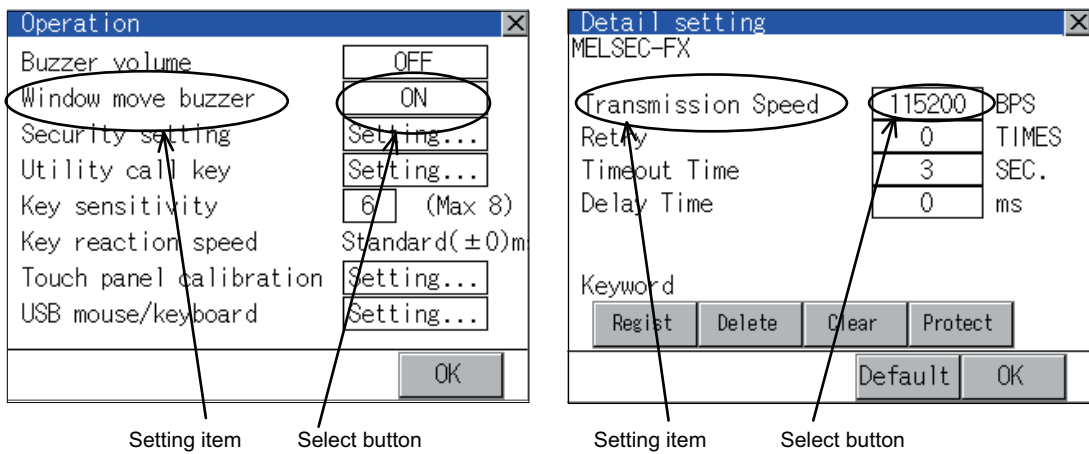 Operation X
Buzzer volume OFF
Window move buzzer ON
Security setting Setting...
Utility call key Setting...
Key sensitivity 6 (Max 8)
Key reaction speed Standard(±0)m
Touch panel calibration Setting...
USB mouse/keyboard Setting...
OK
Setting item Select button
Detail setting X
MELSEC-FX
Transmission Speed 115200 BPS
Retry 0 TIMES
Timeout Time 3 SEC.
Delay Time 0 ms
Keyword
Regist Delete Clear Protect
Default OK
Setting item Select button